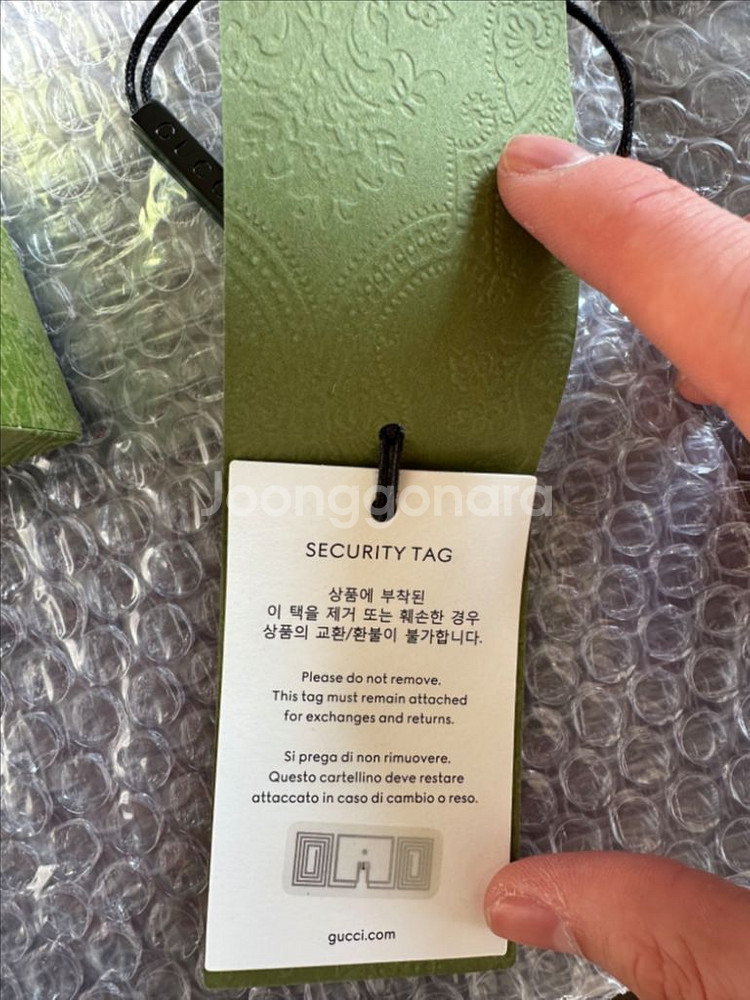 GUCCI
Joonggonara
SECURITY TAG
상품에 부착된
이 택을 제거 또는 훼손한 경우
상품의 교환/환불이 불가합니다.
Please do not remove.
This tag must remain attached
for exchanges and returns.
Si prega di non rimuovere.
Questo cartellino deve restare
attaccato in caso di cambio o reso.
gucci.com